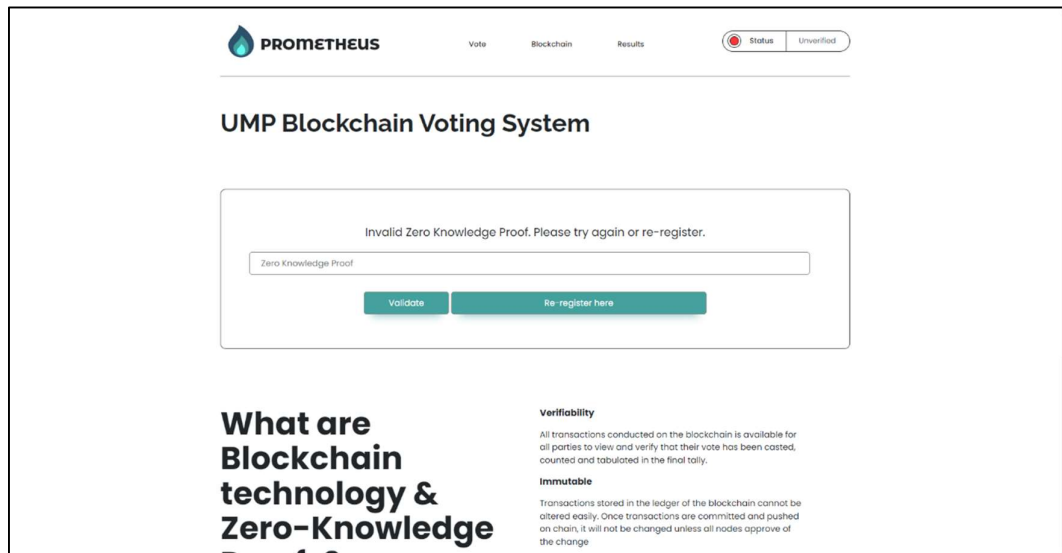 PROMETHEUS
Vote
Blockchain
Results
Status
Unverified
UMP Blockchain Voting System
Invalid Zero Knowledge Proof. Please try again or re-register.
Zero Knowledge Proof
Validate
Re-register here
What are
Blockchain
technology &
Zero-Knowledge
Verifiability
All transactions conducted on the blockchain is available for
all parties to view and verify that their vote has been casted,
counted and tabulated in the final tally.
Immutable
Transactions stored in the ledger of the blockchain cannot be
altered easily. Once transactions are committed and pushed
on chain, it will not be changed unless all nodes approve of
the change